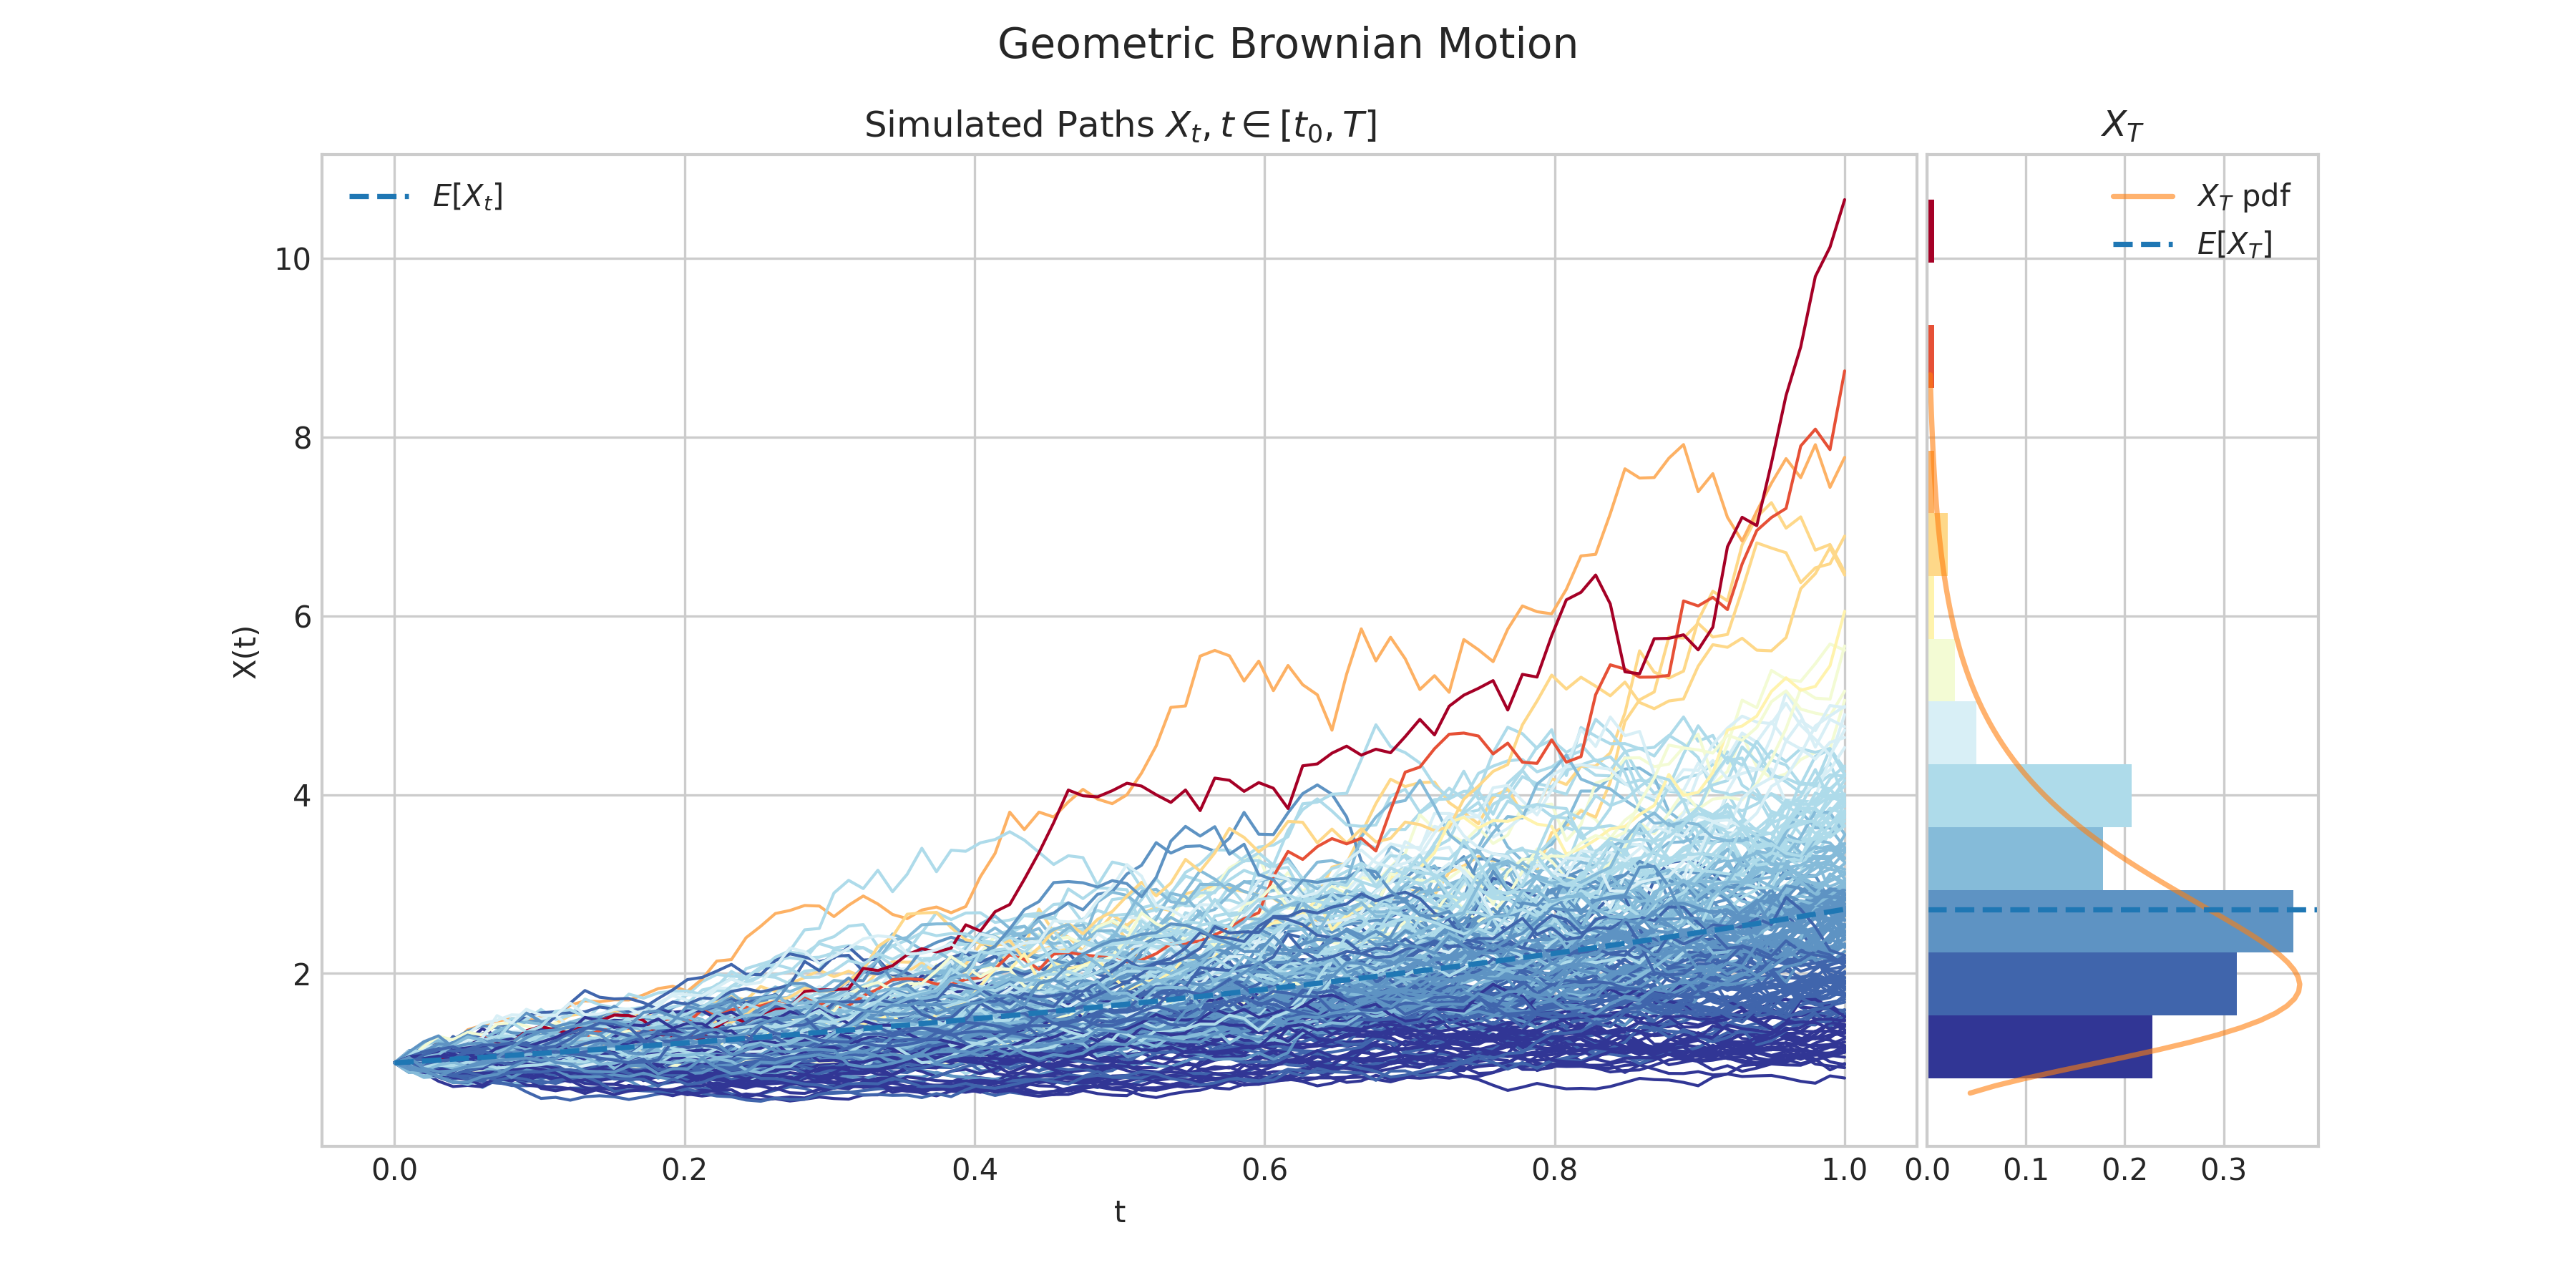 Geometric Brownian Motion
Simulated Paths $X_t, t \in [t_0, T]$
$X_T$
$E[X_t]$
$X_T$ pdf
$E[X_T]$
10
8
6
4
2
X(t)
0.0 0.2 0.4 0.6 0.8 1.0
0.0 0.1 0.2 0.3
t